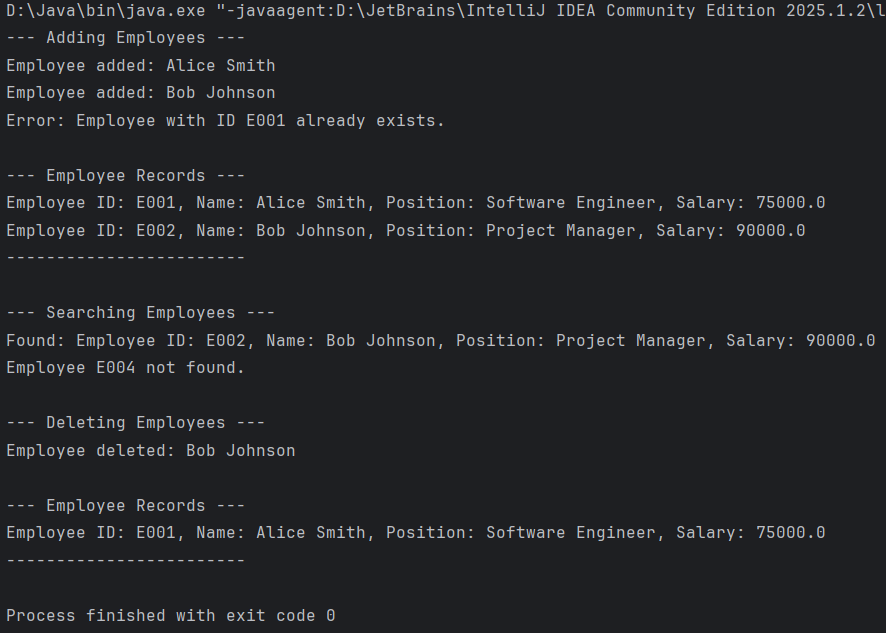 D:\Java\bin\java.exe "-javaagent:D:\JetBrains\IntelliJ IDEA Community Edition 2025.1.2\l
--- Adding Employees ---
Employee added: Alice Smith
Employee added: Bob Johnson
Error: Employee with ID E001 already exists.

--- Employee Records ---
Employee ID: E001, Name: Alice Smith, Position: Software Engineer, Salary: 75000.0
Employee ID: E002, Name: Bob Johnson, Position: Project Manager, Salary: 90000.0
------------------------

--- Searching Employees ---
Found: Employee ID: E002, Name: Bob Johnson, Position: Project Manager, Salary: 90000.0
Employee E004 not found.

--- Deleting Employees ---
Employee deleted: Bob Johnson

--- Employee Records ---
Employee ID: E001, Name: Alice Smith, Position: Software Engineer, Salary: 75000.0
------------------------

Process finished with exit code 0